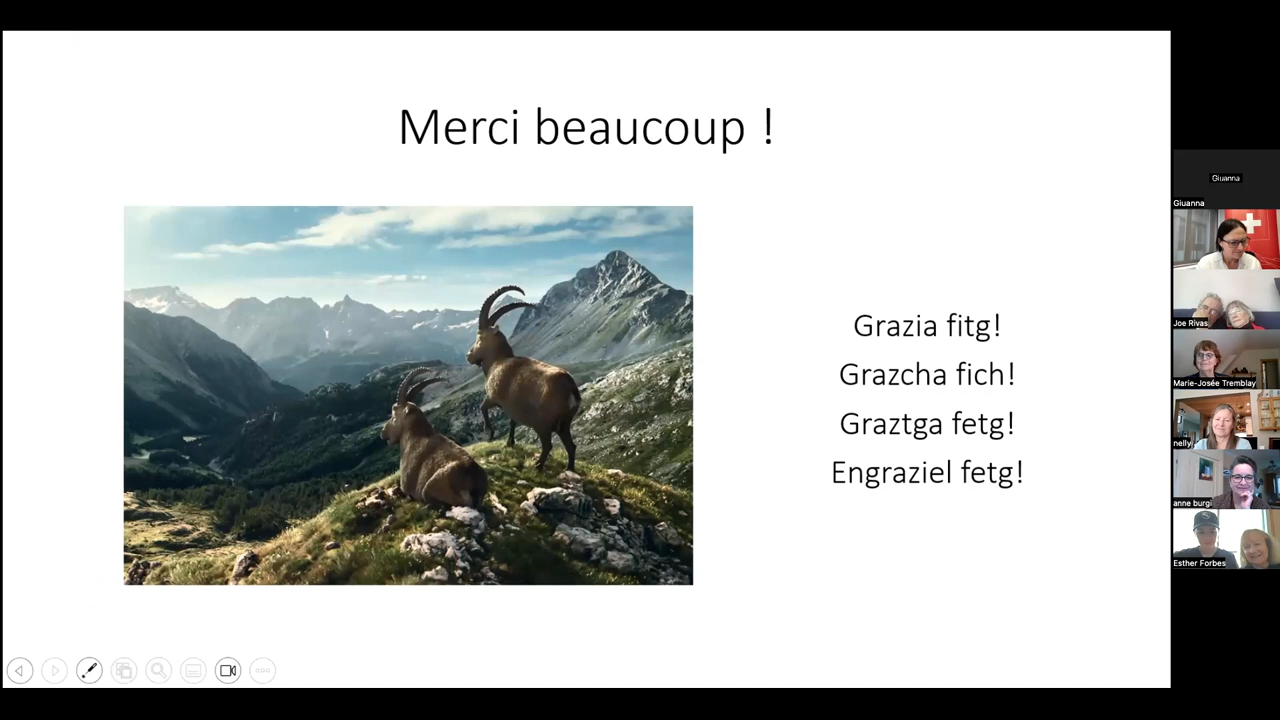 Merci beaucoup !
Grazia fitg!
Grazcha fich!
Graztga fetg!
Engraziel fetg!
Giuanna
Giuanna
Joe Rivas
Marie-Josée Tremblay
nelly
anne burgi
Esther Forbes